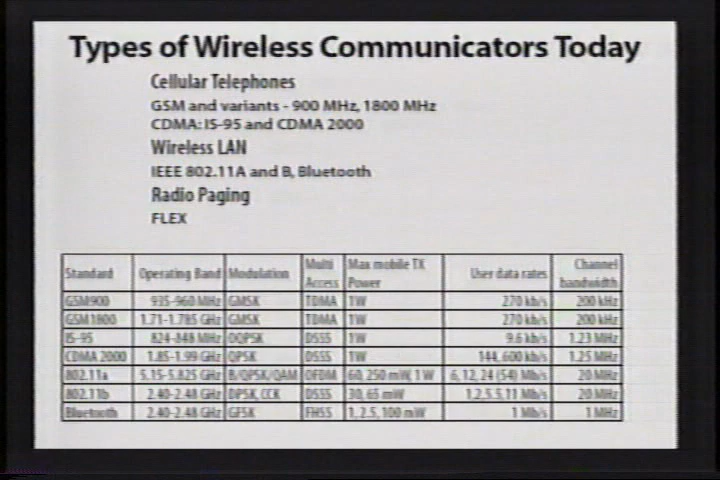 Types of Wireless Communicators Today
Cellular Telephones
GSM and variants - 900 MHz, 1800 MHz
CDMA: IS-95 and CDMA 2000
Wireless LAN
IEEE 802.11A and B, Bluetooth
Radio Paging
FLEX
Standard Operating Band Modulation Multi Access Max mobile TX Power User data rates Channel bandwidth
GSM900 935-960 MHz GMSK TDMA 1W 270 kb/s 200 kHz
GSM1800 1.71-1.785 GHz GMSK TDMA 1W 270 kb/s 200 kHz
IS-95 824-848 MHz OQPSK DSSS 1W 9.6 kb/s 1.23 MHz
CDMA 2000 1.85-1.99 GHz QPSK DSSS 1W 144, 600 kb/s 1.25 MHz
802.11a 5.15-5.825 GHz B/QPSK/QAM OFDM 60, 250 mW, 1 W 6, 12, 24 (54) Mb/s 20 MHz
802.11b 2.40-2.48 GHz DPSK, CCK DSSS 30, 65 mW 1,2,5.5,11 Mb/s 20 MHz
Bluetooth 2.40-2.48 GHz GFSK FHSS 1, 2.5, 100 mW 1 Mb/s 1 MHz